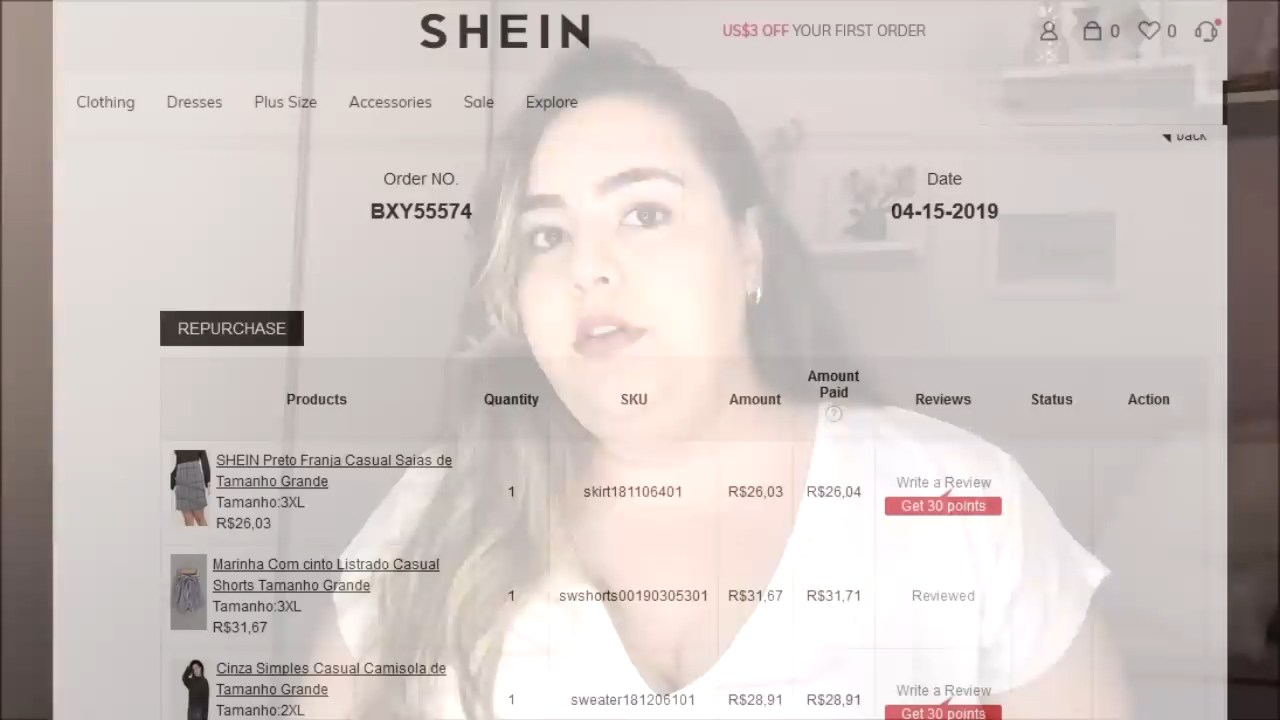 SHEIN
US$3 OFF YOUR FIRST ORDER
0
0
Clothing Dresses Plus Size Accessories Sale Explore
back
Order NO.
Date
BXY55574
04-15-2019
REPURCHASE
Products Quantity SKU Amount Amount Paid ? Reviews Status Action
SHEIN Preto Franja Casual Saias de
Tamanho Grande
Tamanho:3XL
R$26,03
1 skirt181106401 R$26,03 R$26,04
Write a Review
Get 30 points
Marinha Com cinto Listrado Casual
Shorts Tamanho Grande
Tamanho:3XL
R$31,67
1 swshorts00190305301 R$31,67 R$31,71 Reviewed
Cinza Simples Casual Camisola de
Tamanho Grande
Tamanho:2XL
1 sweater181206101 R$28,91 R$28,91
Write a Review
Get 30 points